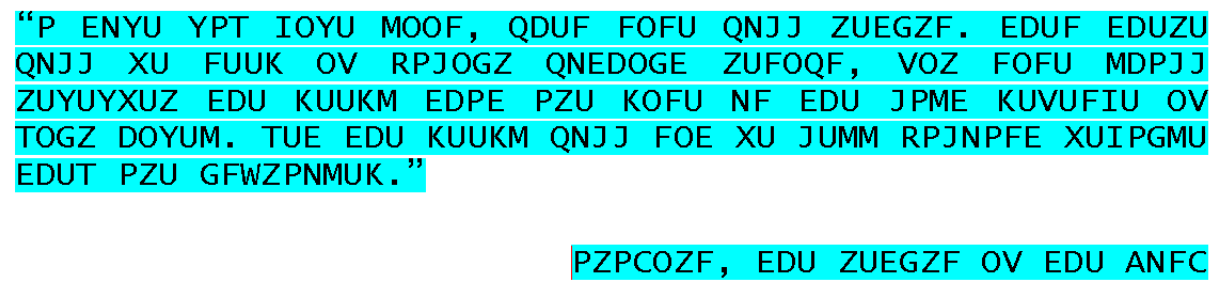 “P ENYU YPT IOYU MOOF, QDUF FOFU QNJJ ZUEGZF. EDUF EDUZU
QNJJ XU FUUK OV RPJOGZ QNEDOGE ZUFOQF, VOZ FOFU MDPJJ
ZUYUYXUZ EDU KUUKM EDPE PZU KOFU NF EDU JPME KUVUFIU OV
TOGZ DOYUM. TUE EDU KUUKM QNJJ FOE XU JUMM RPJNPFE XUIPGMU
EDUT PZU GFWZPNMUK.”
PZPCOZF, EDU ZUEGZF OV EDU ANFC